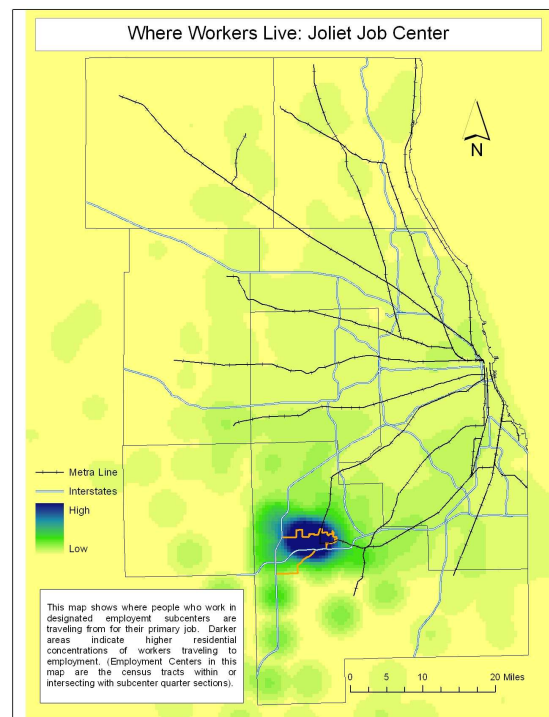 Where Workers Live: Joliet Job Center
N
Metra Line
Interstates
High
Low
This map shows where people who work in
designated employemt subcenters are
traveling from for their primary job. Darker
areas indicate higher residential
concentrations of workers traveling to
employment. (Employment Centers in this
map are the census tracts within or
intersecting with subcenter quarter sections).
0 5 10 20 Miles